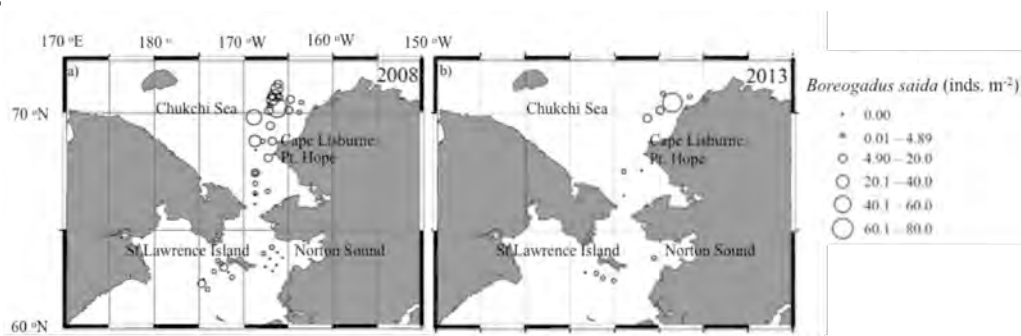 170 °E 180 ° 170 °W 160 °W 150 °W
a) 2008
Chukchi Sea
70 °N
Cape Lisburne
Pt. Hope
St Lawrence Island Norton Sound
60 °N
b) 2013
Chukchi Sea
Cape Lisburne
Pt. Hope
St Lawrence Island Norton Sound
Boreogadus saida (inds. m⁻²)
0.00
0.01 – 4.89
4.90 – 20.0
20.1 – 40.0
40.1 – 60.0
60.1 – 80.0